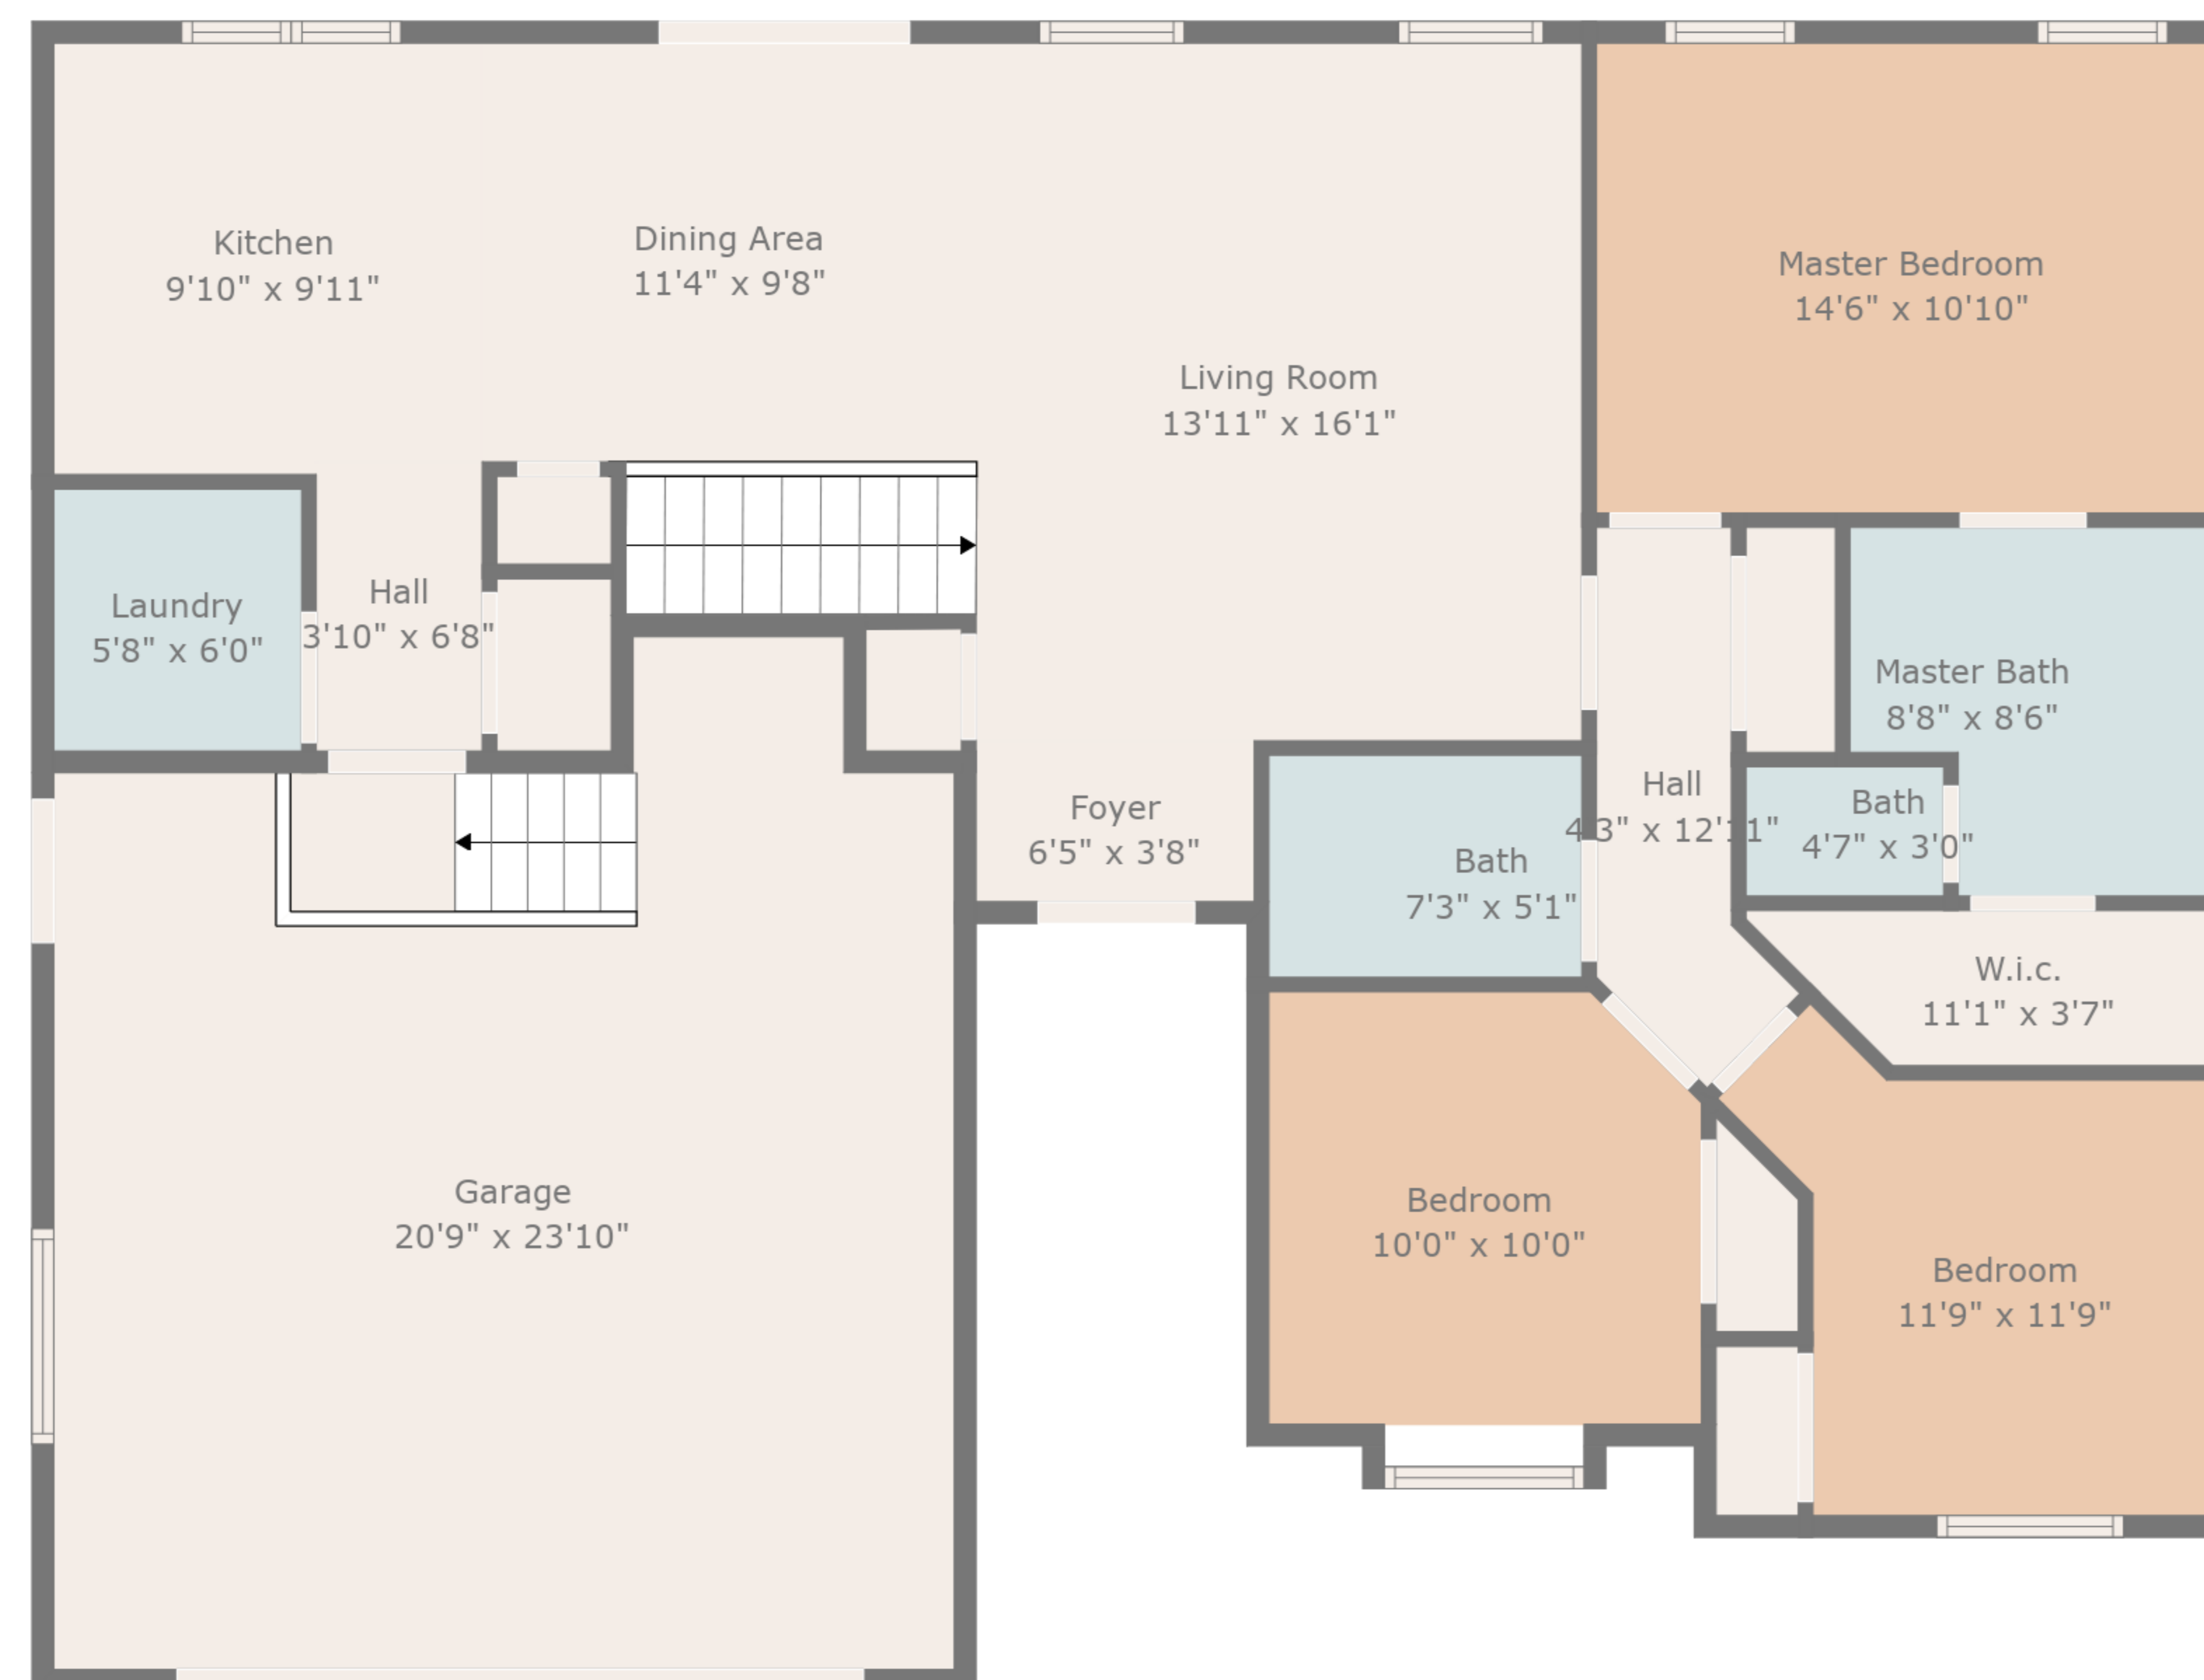 Kitchen
9'10" x 9'11"
Dining Area
11'4" x 9'8"
Living Room
13'11" x 16'1"
Master Bedroom
14'6" x 10'10"
Laundry
5'8" x 6'0"
Hall
3'10" x 6'8"
Master Bath
8'8" x 8'6"
Foyer
6'5" x 3'8"
Hall
4'3" x 12'11"
Bath
4'7" x 3'0"
Bath
7'3" x 5'1"
W.i.c.
11'1" x 3'7"
Garage
20'9" x 23'10"
Bedroom
10'0" x 10'0"
Bedroom
11'9" x 11'9"